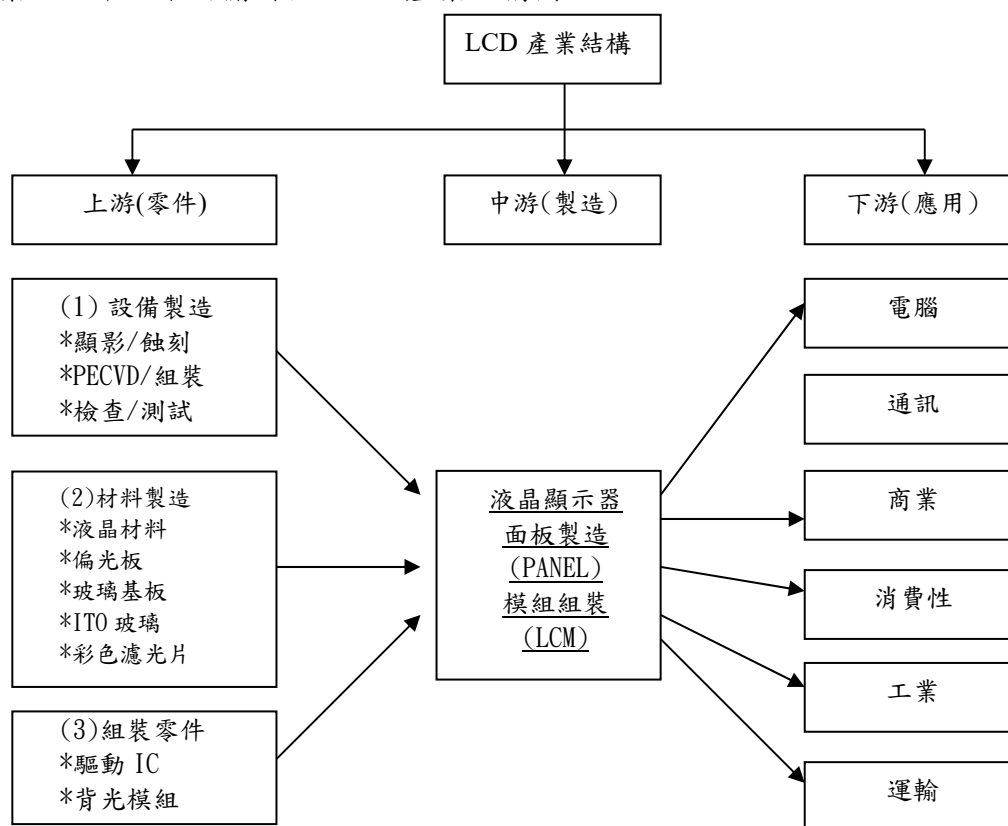 LCD 產業結構
上游(零件)
中游(製造)
下游(應用)
(1) 設備製造
*顯影/蝕刻
*PECVD/組裝
*檢查/測試
(2)材料製造
*液晶材料
*偏光板
*玻璃基板
*ITO 玻璃
*彩色濾光片
(3)組裝零件
*驅動 IC
*背光模組
液晶顯示器
面板製造
(PANEL)
模組組裝
(LCM)
電腦
通訊
商業
消費性
工業
運輸